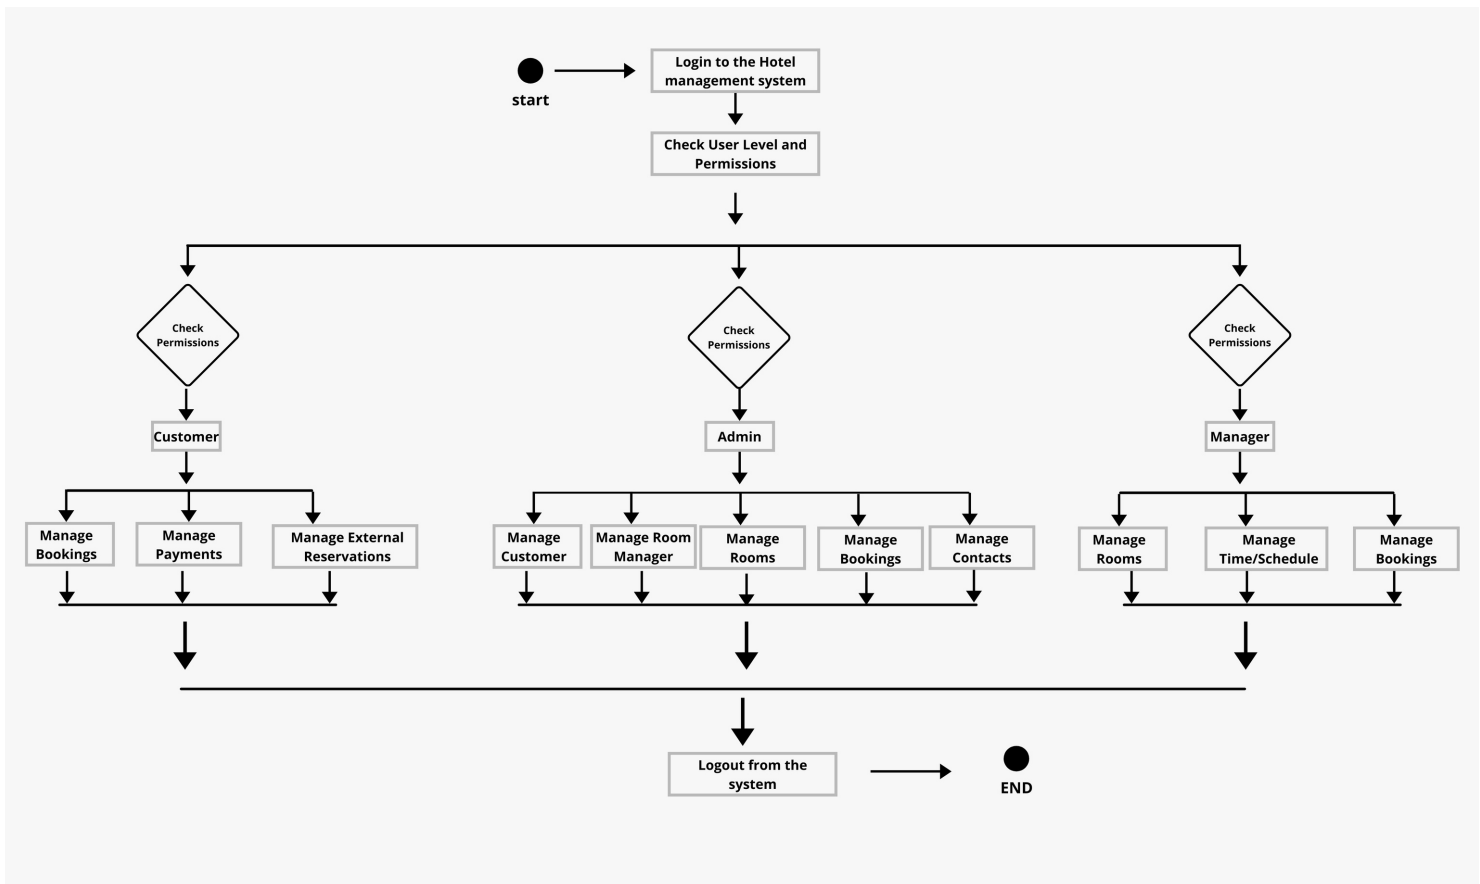 Login to the Hotel
management system
start
Check User Level and
Permissions
Check
Permissions
Check
Permissions
Check
Permissions
Customer
Admin
Manager
Manage
Bookings
Manage
Payments
Manage External
Reservations
Manage
Customer
Manage Room
Manager
Manage
Rooms
Manage
Bookings
Manage
Contacts
Manage
Rooms
Manage
Time/Schedule
Manage
Bookings
Logout from the
system
END